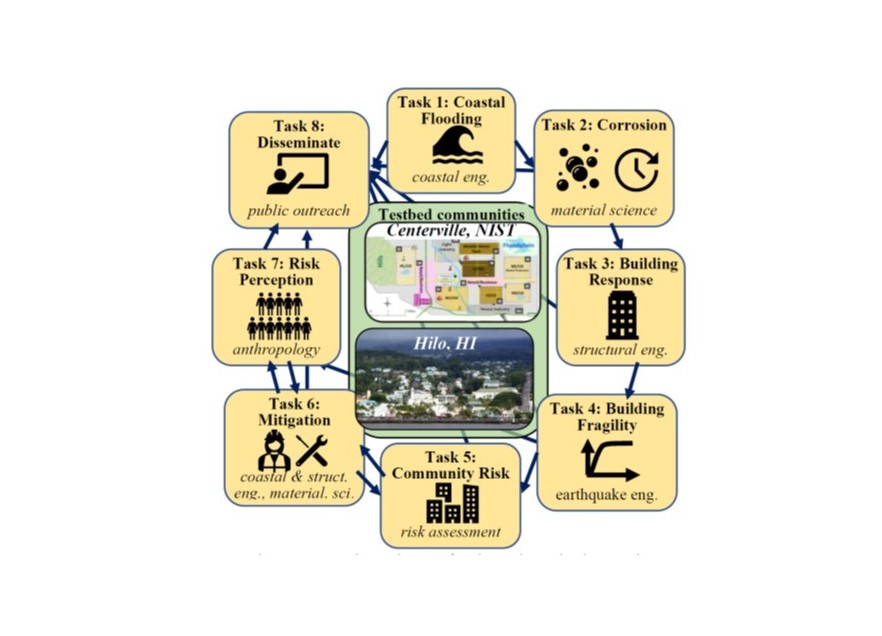 Task 1: Coastal
Flooding
coastal eng.
Task 2: Corrosion
material science
Task 3: Building
Response
structural eng.
Task 4: Building
Fragility
earthquake eng.
Task 5:
Community Risk
risk assessment
Task 6:
Mitigation
coastal & struct.
eng., material. sci.
Task 7: Risk
Perception
anthropology
Task 8:
Disseminate
public outreach
Testbed communities
Centerville, NIST
Hilo, HI